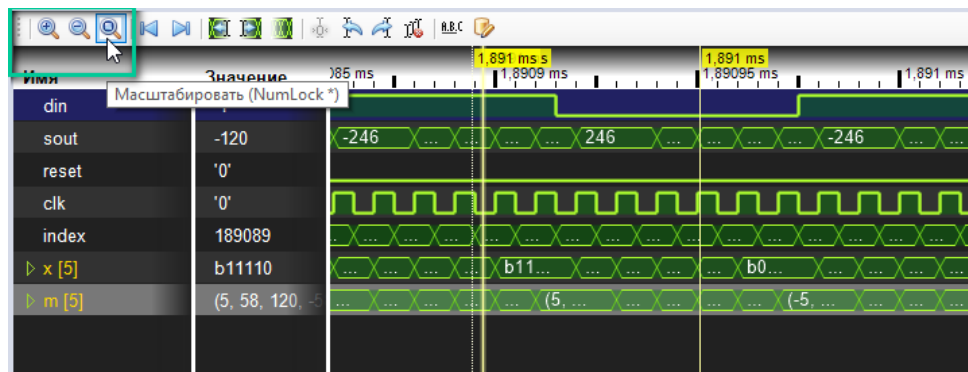 A.B.C
1,891 ms s 1,891 ms
Имя Значение )85 ms 1,8909 ms 1,89095 ms 1,891 ms
Масштабировать (NumLock *)
din
sout -120 -246 ... ... ... ... 246 ... ... ... ... ... -246 ... ...
reset '0'
clk '0'
index 189089 ... ... ... ... ... ... ... ... ... ... ... ... ... ... ...
x [5] b11110 ... ... ... ... b11... ... ... ... ... b0... ... ... ...
m [5] (5, 58, 120, -5 ... ... ... ... ... (5, ... ... ... ... ... (-5, ... ... ... ...